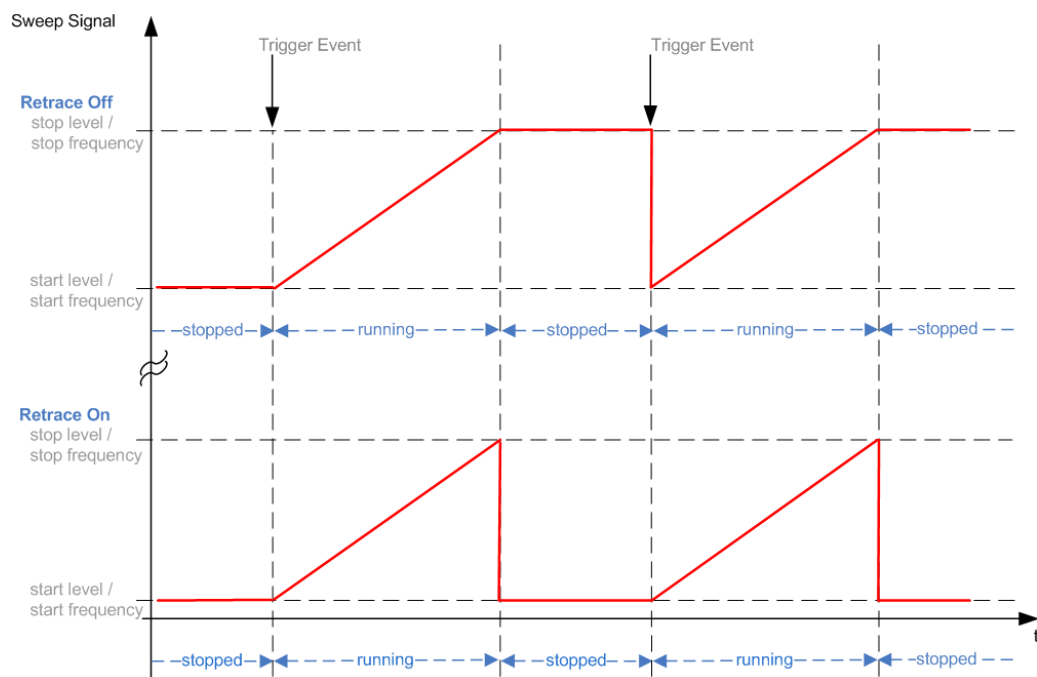 Sweep Signal
Trigger Event
Trigger Event
Retrace Off
stop level /
stop frequency
start level /
start frequency
stopped
running
stopped
running
stopped
Retrace On
stop level /
stop frequency
start level /
start frequency
t
stopped
running
stopped
running
stopped